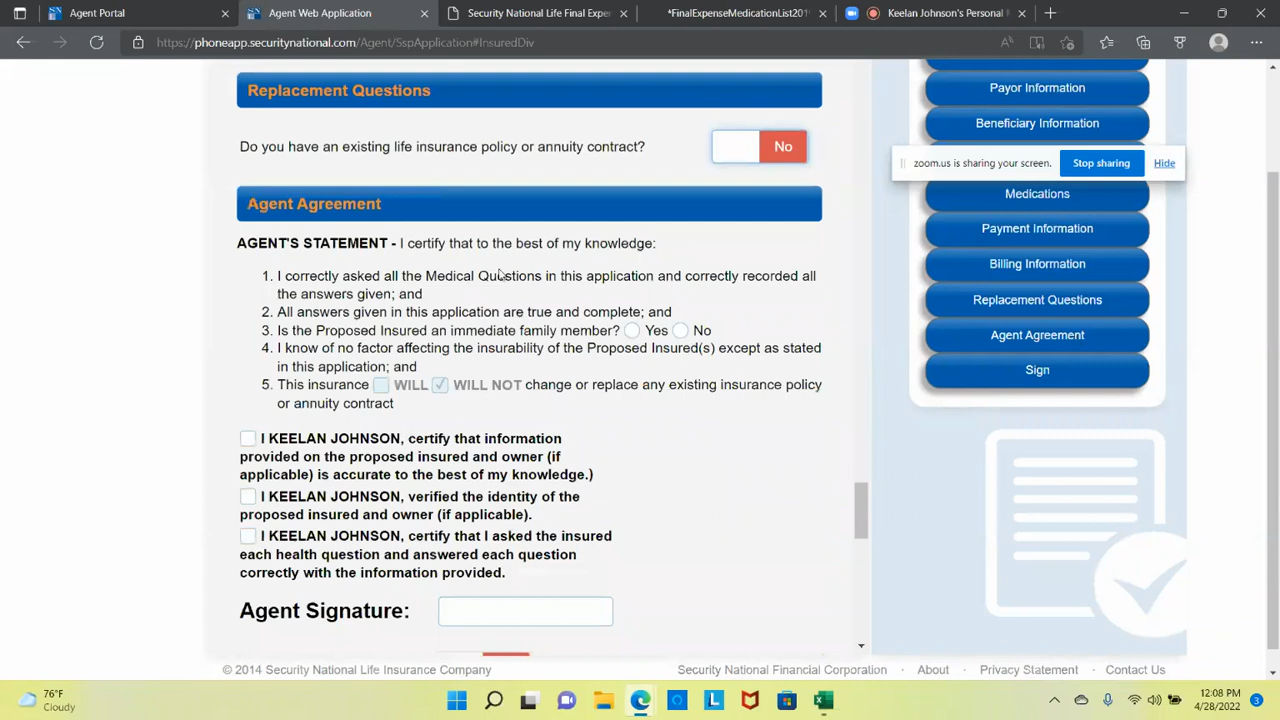 Agent Portal
Agent Web Application
Security National Life Final Expe
*FinalExpenseMedicationList201
Keelan Johnson's Personal M
https://phoneapp.securitynational.com/Agent/SspApplication#InsuredDiv
Replacement Questions
Do you have an existing life insurance policy or annuity contract?
No
Agent Agreement
AGENT'S STATEMENT - I certify that to the best of my knowledge:
1. I correctly asked all the Medical Questions in this application and correctly recorded all
the answers given; and
2. All answers given in this application are true and complete; and
3. Is the Proposed Insured an immediate family member? Yes No
4. I know of no factor affecting the insurability of the Proposed Insured(s) except as stated
in this application; and
5. This insurance WILL WILL NOT change or replace any existing insurance policy
or annuity contract
I KEELAN JOHNSON, certify that information
provided on the proposed insured and owner (if
applicable) is accurate to the best of my knowledge.)
I KEELAN JOHNSON, verified the identity of the
proposed insured and owner (if applicable).
I KEELAN JOHNSON, certify that I asked the insured
each health question and answered each question
correctly with the information provided.
Agent Signature:
Payor Information
Beneficiary Information
zoom.us is sharing your screen.
Stop sharing
Hide
Medications
Payment Information
Billing Information
Replacement Questions
Agent Agreement
Sign
© 2014 Security National Life Insurance Company
Security National Financial Corporation · About · Privacy Statement · Contact Us
76°F
Cloudy
12:08 PM
4/28/2022
3